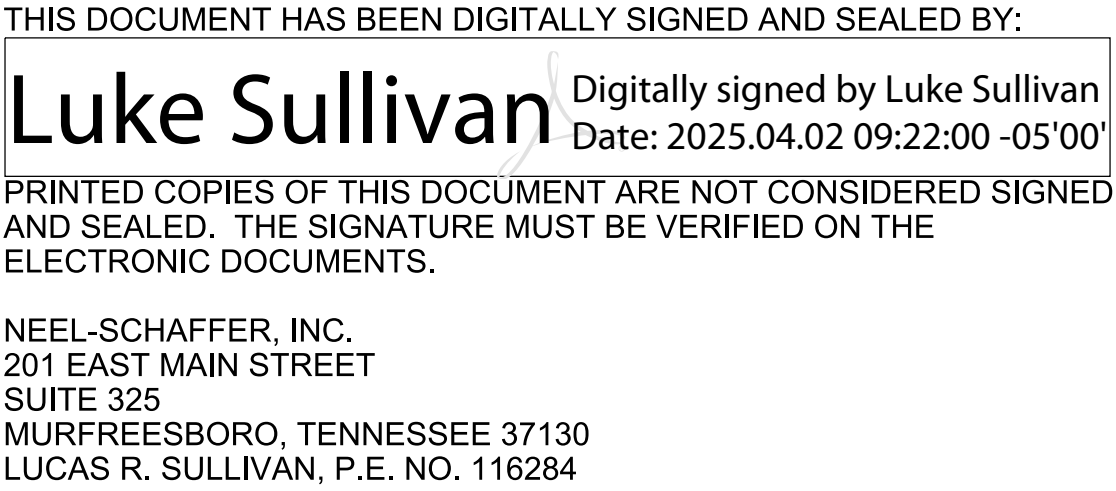 THIS DOCUMENT HAS BEEN DIGITALLY SIGNED AND SEALED BY:
Luke Sullivan
Digitally signed by Luke Sullivan
Date: 2025.04.02 09:22:00 -05'00'
PRINTED COPIES OF THIS DOCUMENT ARE NOT CONSIDERED SIGNED
AND SEALED.  THE SIGNATURE MUST BE VERIFIED ON THE
ELECTRONIC DOCUMENTS.
NEEL-SCHAFFER, INC.
201 EAST MAIN STREET
SUITE 325
MURFREESBORO, TENNESSEE 37130
LUCAS R. SULLIVAN, P.E. NO. 116284